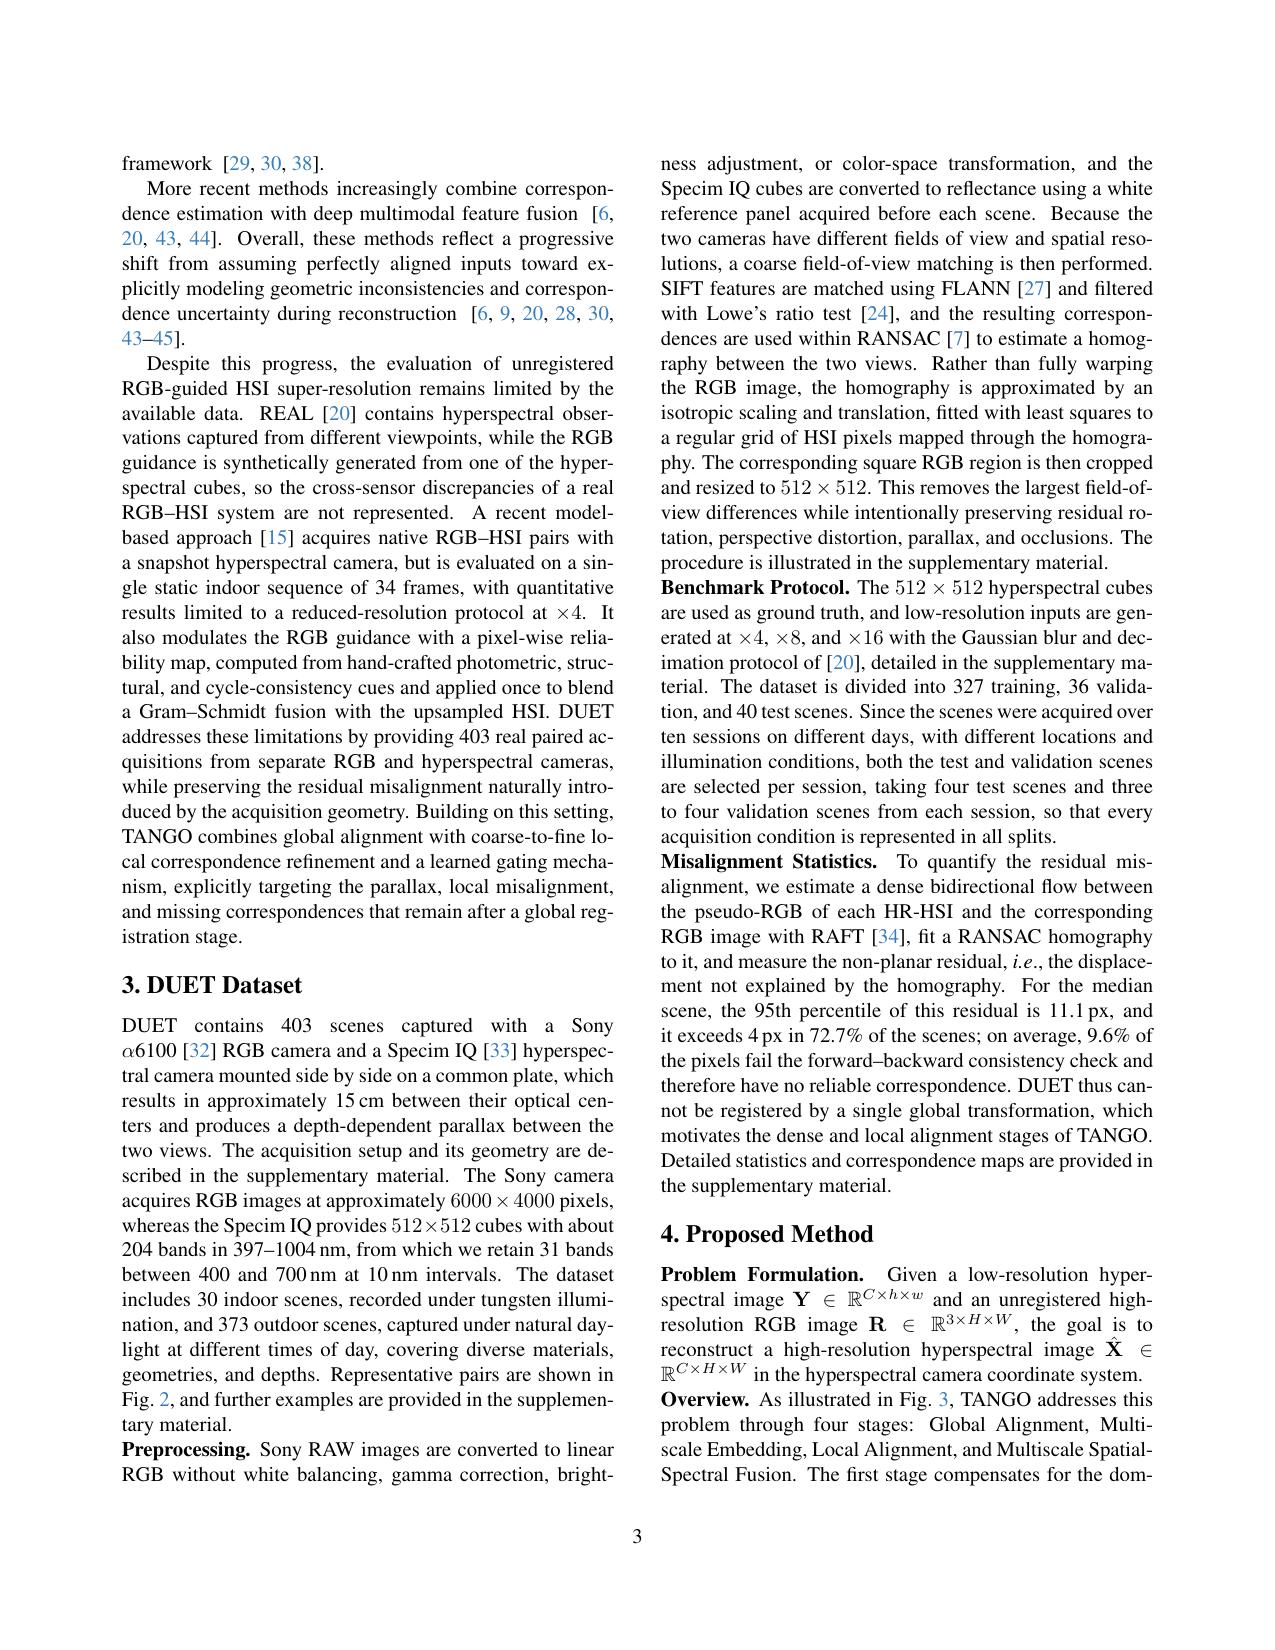 framework [29, 30, 38].
More recent methods increasingly combine correspon-
dence estimation with deep multimodal feature fusion [6,
20, 43, 44]. Overall, these methods reflect a progressive
shift from assuming perfectly aligned inputs toward ex-
plicitly modeling geometric inconsistencies and correspon-
dence uncertainty during reconstruction [6, 9, 20, 28, 30,
43–45].
Despite this progress, the evaluation of unregistered
RGB-guided HSI super-resolution remains limited by the
available data. REAL [20] contains hyperspectral obser-
vations captured from different viewpoints, while the RGB
guidance is synthetically generated from one of the hyper-
spectral cubes, so the cross-sensor discrepancies of a real
RGB–HSI system are not represented. A recent model-
based approach [15] acquires native RGB–HSI pairs with
a snapshot hyperspectral camera, but is evaluated on a sin-
gle static indoor sequence of 34 frames, with quantitative
results limited to a reduced-resolution protocol at ×4. It
also modulates the RGB guidance with a pixel-wise relia-
bility map, computed from hand-crafted photometric, struc-
tural, and cycle-consistency cues and applied once to blend
a Gram–Schmidt fusion with the upsampled HSI. DUET
addresses these limitations by providing 403 real paired ac-
quisitions from separate RGB and hyperspectral cameras,
while preserving the residual misalignment naturally intro-
duced by the acquisition geometry. Building on this setting,
TANGO combines global alignment with coarse-to-fine lo-
cal correspondence refinement and a learned gating mecha-
nism, explicitly targeting the parallax, local misalignment,
and missing correspondences that remain after a global reg-
istration stage.
3. DUET Dataset
DUET contains 403 scenes captured with a Sony
α6100 [32] RGB camera and a Specim IQ [33] hyperspec-
tral camera mounted side by side on a common plate, which
results in approximately 15 cm between their optical cen-
ters and produces a depth-dependent parallax between the
two views. The acquisition setup and its geometry are de-
scribed in the supplementary material. The Sony camera
acquires RGB images at approximately 6000 × 4000 pixels,
whereas the Specim IQ provides 512×512 cubes with about
204 bands in 397–1004 nm, from which we retain 31 bands
between 400 and 700 nm at 10 nm intervals. The dataset
includes 30 indoor scenes, recorded under tungsten illumi-
nation, and 373 outdoor scenes, captured under natural day-
light at different times of day, covering diverse materials,
geometries, and depths. Representative pairs are shown in
Fig. 2, and further examples are provided in the supplemen-
tary material.
Preprocessing. Sony RAW images are converted to linear
RGB without white balancing, gamma correction, bright-
ness adjustment, or color-space transformation, and the
Specim IQ cubes are converted to reflectance using a white
reference panel acquired before each scene. Because the
two cameras have different fields of view and spatial reso-
lutions, a coarse field-of-view matching is then performed.
SIFT features are matched using FLANN [27] and filtered
with Lowe's ratio test [24], and the resulting correspon-
dences are used within RANSAC [7] to estimate a homog-
raphy between the two views. Rather than fully warping
the RGB image, the homography is approximated by an
isotropic scaling and translation, fitted with least squares to
a regular grid of HSI pixels mapped through the homogra-
phy. The corresponding square RGB region is then cropped
and resized to 512 × 512. This removes the largest field-of-
view differences while intentionally preserving residual ro-
tation, perspective distortion, parallax, and occlusions. The
procedure is illustrated in the supplementary material.
Benchmark Protocol. The 512 × 512 hyperspectral cubes
are used as ground truth, and low-resolution inputs are gen-
erated at ×4, ×8, and ×16 with the Gaussian blur and dec-
imation protocol of [20], detailed in the supplementary ma-
terial. The dataset is divided into 327 training, 36 valida-
tion, and 40 test scenes. Since the scenes were acquired over
ten sessions on different days, with different locations and
illumination conditions, both the test and validation scenes
are selected per session, taking four test scenes and three
to four validation scenes from each session, so that every
acquisition condition is represented in all splits.
Misalignment Statistics. To quantify the residual mis-
alignment, we estimate a dense bidirectional flow between
the pseudo-RGB of each HR-HSI and the corresponding
RGB image with RAFT [34], fit a RANSAC homography
to it, and measure the non-planar residual, i.e., the displace-
ment not explained by the homography. For the median
scene, the 95th percentile of this residual is 11.1 px, and
it exceeds 4 px in 72.7% of the scenes; on average, 9.6% of
the pixels fail the forward–backward consistency check and
therefore have no reliable correspondence. DUET thus can-
not be registered by a single global transformation, which
motivates the dense and local alignment stages of TANGO.
Detailed statistics and correspondence maps are provided in
the supplementary material.
4. Proposed Method
Problem Formulation. Given a low-resolution hyper-
spectral image Y ∈ ℝ^{C×h×w} and an unregistered high-
resolution RGB image R ∈ ℝ^{3×H×W}, the goal is to
reconstruct a high-resolution hyperspectral image X̂ ∈
ℝ^{C×H×W} in the hyperspectral camera coordinate system.
Overview. As illustrated in Fig. 3, TANGO addresses this
problem through four stages: Global Alignment, Multi-
scale Embedding, Local Alignment, and Multiscale Spatial-
Spectral Fusion. The first stage compensates for the dom-
3